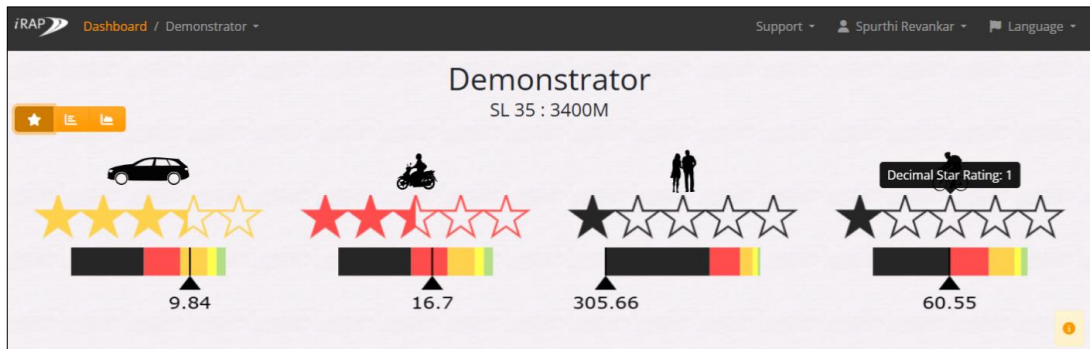 iRAP Dashboard / Demonstrator Support Spurthi Revankar Language
Demonstrator
SL 35 : 3400M
Decimal Star Rating: 1
9.84 16.7 305.66 60.55